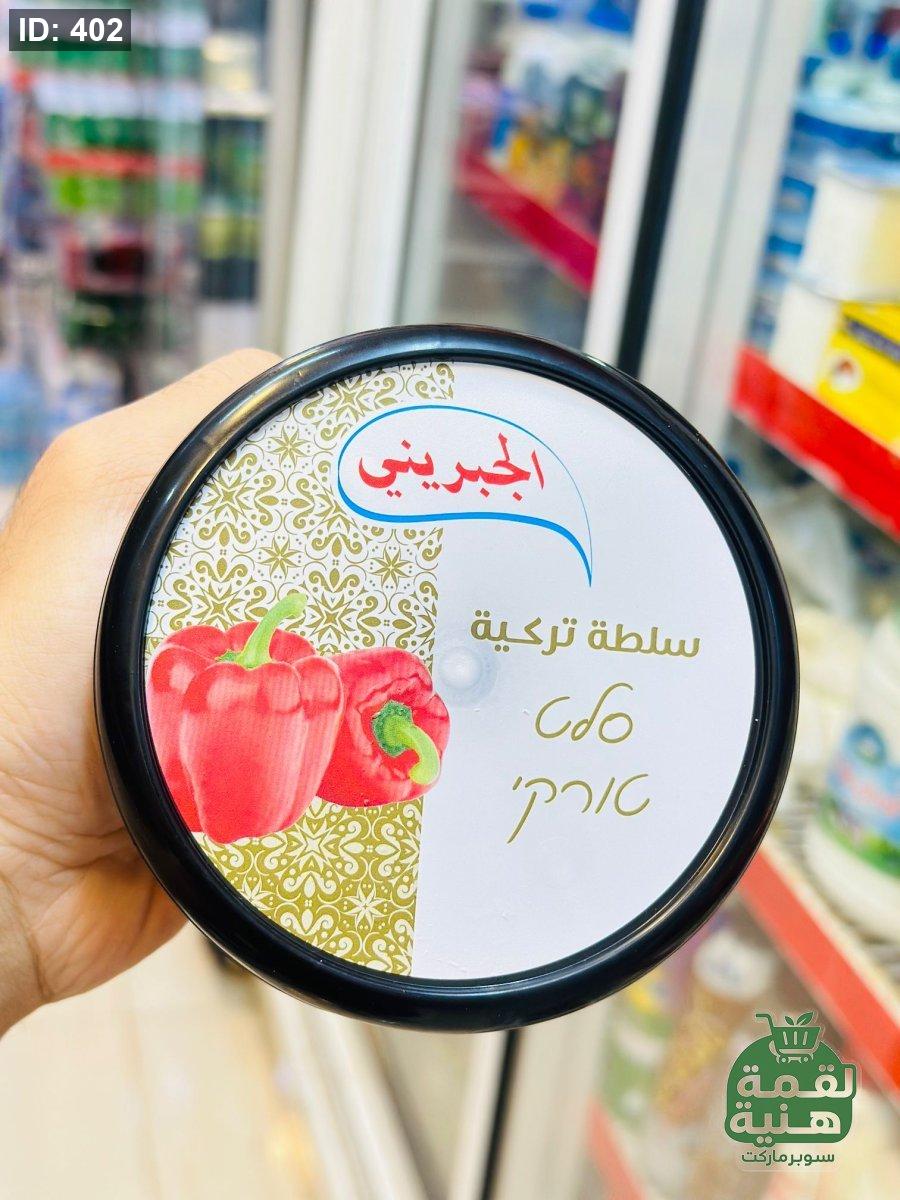 ID: 402
الجبريني
سلطة تركية
סלט
טורקי
لقمة
هنية
سوبرماركت